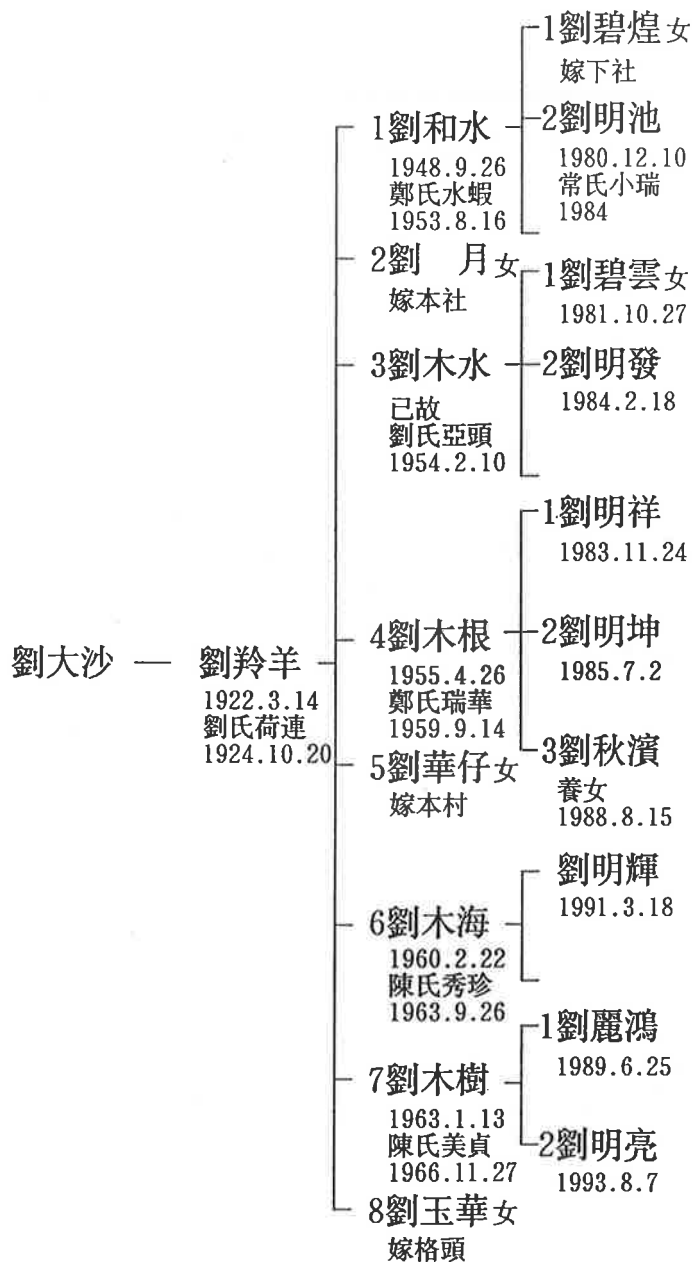 劉大沙
劉羚羊
1922.3.14
劉氏荷連
1924.10.20
1劉和水
1948.9.26
鄭氏水蝦
1953.8.16
1劉碧煌女
嫁下社
2劉明池
1980.12.10
常氏小瑞
1984
2劉　月女
嫁本社
3劉木水
已故
劉氏亞頭
1954.2.10
1劉碧雲女
1981.10.27
2劉明發
1984.2.18
4劉木根
1955.4.26
鄭氏瑞華
1959.9.14
1劉明祥
1983.11.24
2劉明坤
1985.7.2
3劉秋濱
養女
1988.8.15
5劉華仔女
嫁本村
6劉木海
1960.2.22
陳氏秀珍
1963.9.26
劉明輝
1991.3.18
7劉木樹
1963.1.13
陳氏美貞
1966.11.27
1劉麗鴻
1989.6.25
2劉明亮
1993.8.7
8劉玉華女
嫁格頭